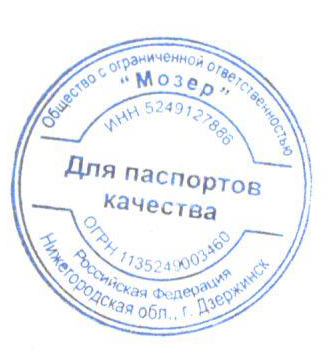 Общество с ограниченной ответственностью
"Мозер"
ИНН 5249127886
Для паспортов
качества
ОГРН 1135249003460
Российская Федерация
Нижегородская обл., г. Дзержинск